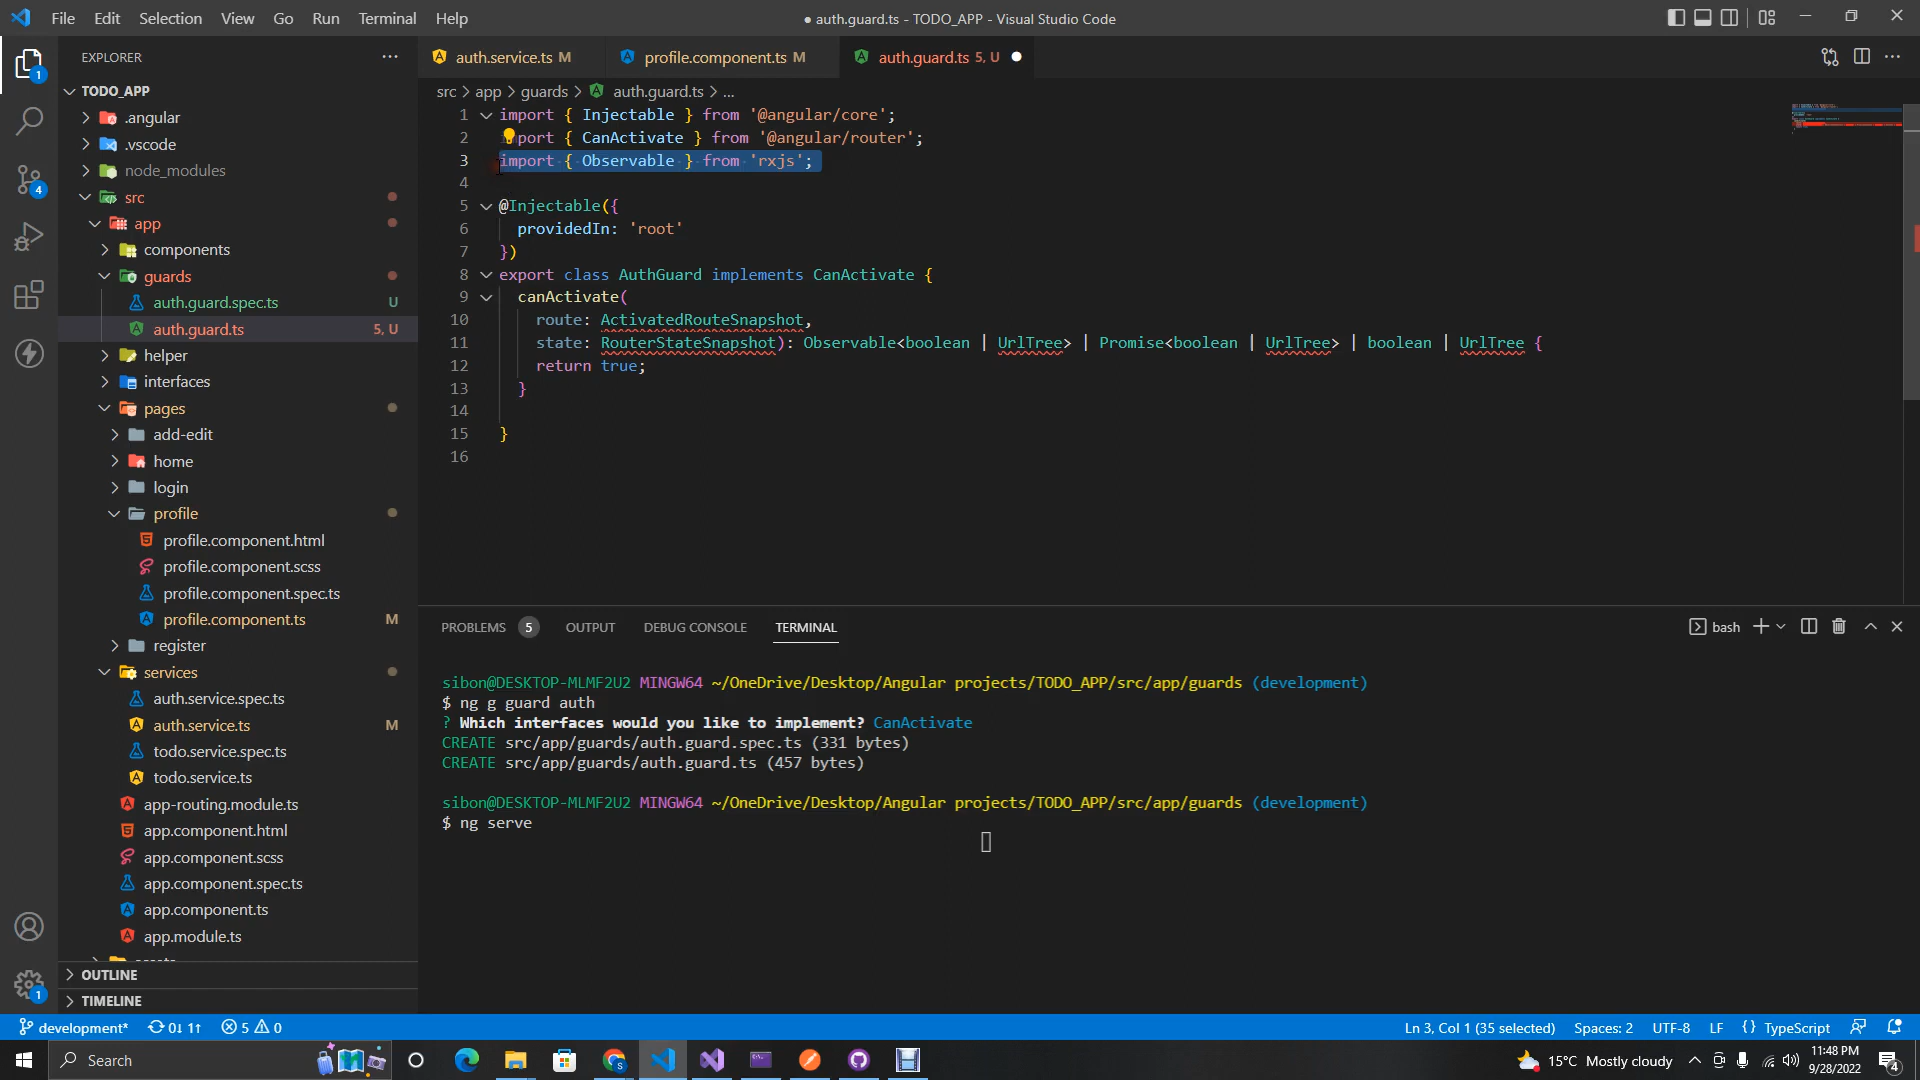 File Edit Selection View Go Run Terminal Help
● auth.guard.ts - TODO_APP - Visual Studio Code
EXPLORER
TODO_APP
.angular
.vscode
node_modules
src
app
components
guards
auth.guard.spec.ts U
auth.guard.ts 5, U
helper
interfaces
pages
add-edit
home
login
profile
profile.component.html
profile.component.scss
profile.component.spec.ts
profile.component.ts M
register
services
auth.service.spec.ts
auth.service.ts M
todo.service.spec.ts
todo.service.ts
app-routing.module.ts
app.component.html
app.component.scss
app.component.spec.ts
app.component.ts
app.module.ts
OUTLINE
TIMELINE
1
4
1
auth.service.ts M profile.component.ts M auth.guard.ts 5, U
src > app > guards > auth.guard.ts > ...
1 import { Injectable } from '@angular/core';
2 import { CanActivate } from '@angular/router';
3 import { Observable } from 'rxjs';
4
5 @Injectable({
6 providedIn: 'root'
7 })
8 export class AuthGuard implements CanActivate {
9 canActivate(
10 route: ActivatedRouteSnapshot,
11 state: RouterStateSnapshot): Observable<boolean | UrlTree> | Promise<boolean | UrlTree> | boolean | UrlTree {
12 return true;
13 }
14
15 }
16
PROBLEMS 5 OUTPUT DEBUG CONSOLE TERMINAL
bash
sibon@DESKTOP-MLMF2U2 MINGW64 ~/OneDrive/Desktop/Angular projects/TODO_APP/src/app/guards (development)
$ ng g guard auth
? Which interfaces would you like to implement? CanActivate
CREATE src/app/guards/auth.guard.spec.ts (331 bytes)
CREATE src/app/guards/auth.guard.ts (457 bytes)
sibon@DESKTOP-MLMF2U2 MINGW64 ~/OneDrive/Desktop/Angular projects/TODO_APP/src/app/guards (development)
$ ng serve
development* 0↓ 1↑ 5 0
Ln 3, Col 1 (35 selected) Spaces: 2 UTF-8 LF {} TypeScript
Search
15°C Mostly cloudy
11:48 PM
9/28/2022
4